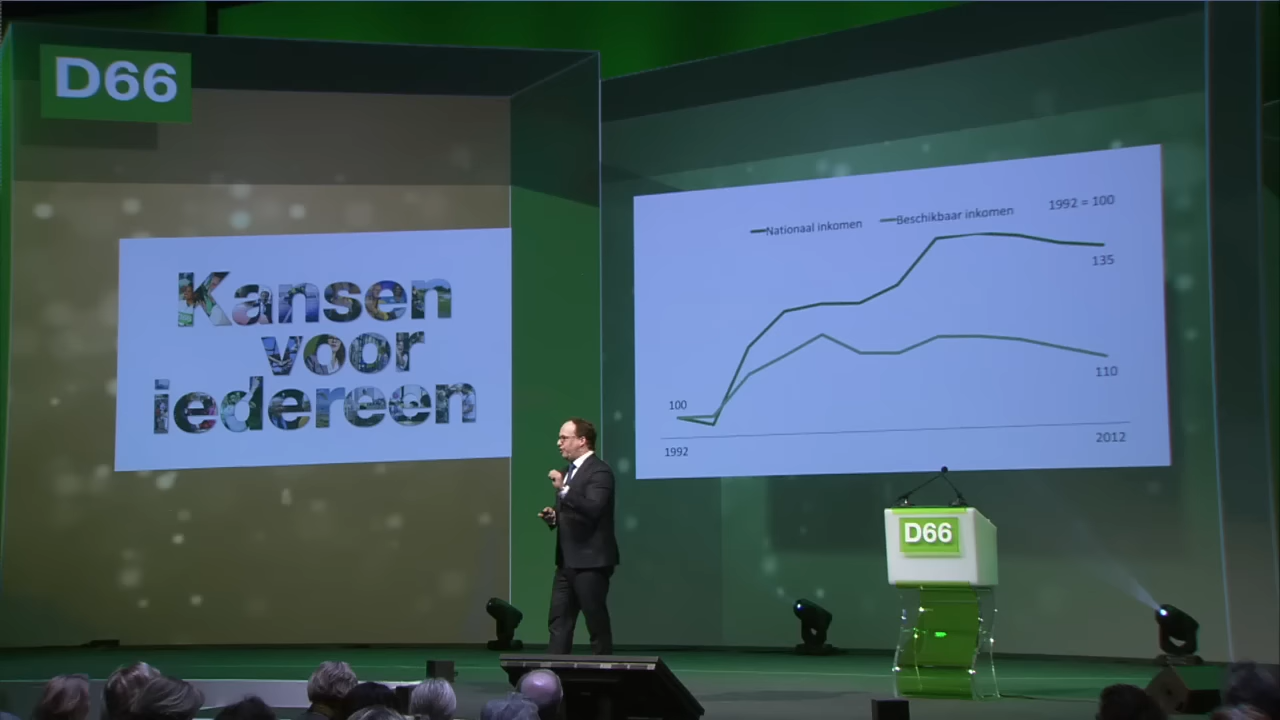 D66
Kansen
voor
iedereen
Nationaal inkomen
Beschikbaar inkomen
1992 = 100
135
110
100
1992
2012
D66